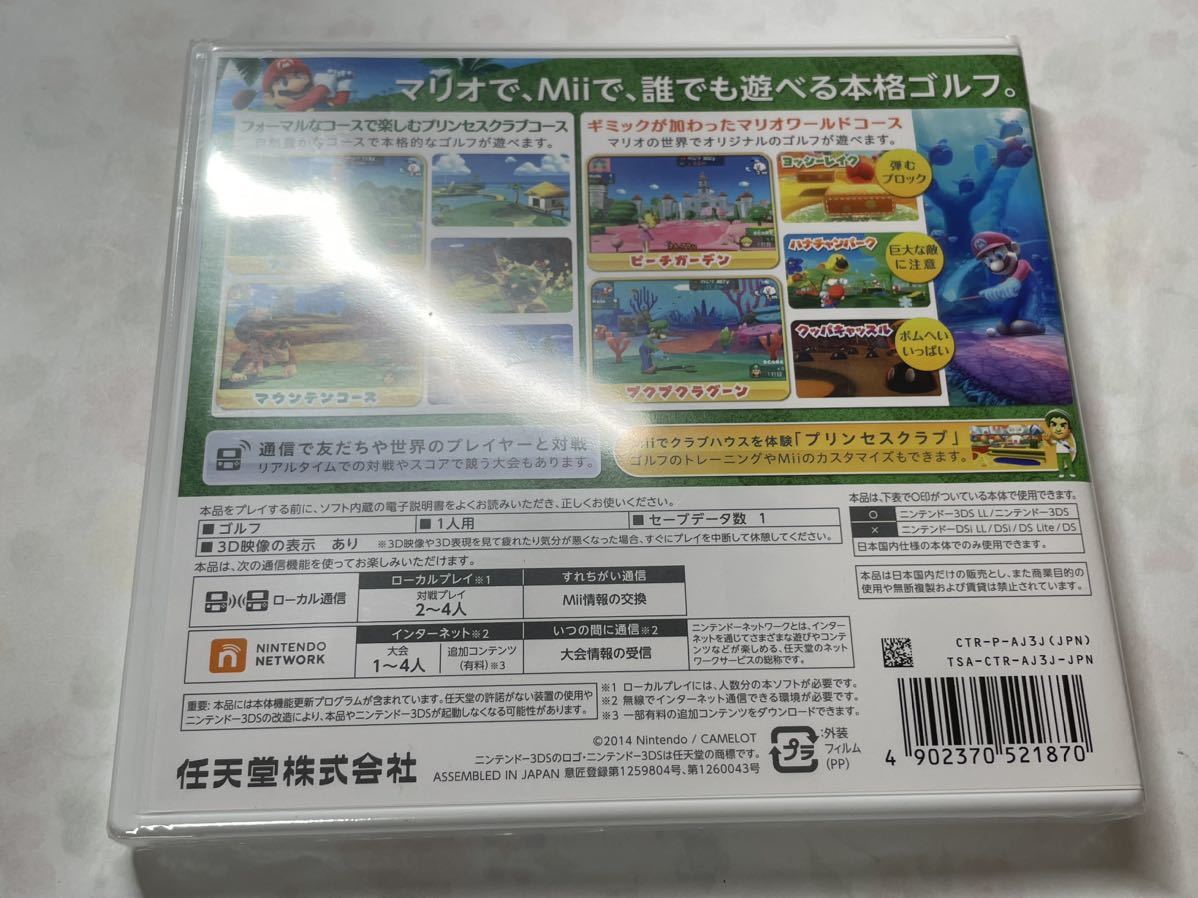 マリオで、Miiで、誰でも遊べる本格ゴルフ。
フォーマルなコースで楽しむプリンセスクラブコース
自然豊かなコースで本格的なゴルフが遊べます。
マウンテンコース
ギミックが加わったマリオワールドコース
マリオの世界でオリジナルのゴルフが遊べます。
ピーチガーデン
プクプクラグーン
ヨッシーレイク
弾む
ブロック
ハナチャンパーク
巨大な敵
に注意
クッパキャッスル
ボムへい
いっぱい
通信で友だちや世界のプレイヤーと対戦
リアルタイムでの対戦やスコアで競う大会もあります。
Miiでクラブハウスを体験「プリンセスクラブ」
ゴルフのトレーニングやMiiのカスタマイズもできます。
本品をプレイする前に、ソフト内蔵の電子説明書をよくお読みいただき、正しくお使いください。
■ ゴルフ
■ 1人用
■ セーブデータ数 1
■ 3D映像の表示 あり ※3D映像や3D表現を見て疲れたり気分が悪くなった場合、すぐにプレイを中断して休憩してください。
本品は、下表で○印がついている本体で使用できます。
○ ニンテンドー3DS LL/ニンテンドー3DS
× ニンテンドーDSi LL/DSi/DS Lite/DS
日本国内仕様の本体でのみ使用できます。
本品は日本国内だけの販売とし、また商業目的の
使用や無断複製および賃貸は禁止されています。
本品は、次の通信機能を使ってお楽しみいただけます。
ローカル通信
ローカルプレイ※1
対戦プレイ
2~4人
すれちがい通信
Mii情報の交換
NINTENDO
NETWORK
インターネット※2
大会
1~4人
追加コンテンツ
(有料)※3
いつの間に通信※2
大会情報の受信
ニンテンドーネットワークとは、インター
ネットを通じてさまざまな遊びやコンテ
ンツなどが楽しめる、任天堂のネット
ワークサービスの総称です。
CTR-P-AJ3J(JPN)
TSA-CTR-AJ3J-JPN
重要:本品には本体機能更新プログラムが含まれています。任天堂の許諾がない装置の使用や
ニンテンドー3DSの改造により、本品やニンテンドー3DSが起動しなくなる可能性があります。
※1 ローカルプレイには、人数分の本ソフトが必要です。
※2 無線でインターネット通信できる環境が必要です。
※3 一部有料の追加コンテンツをダウンロードできます。
任天堂株式会社
©2014 Nintendo / CAMELOT
ニンテンドー3DSのロゴ・ニンテンドー3DSは任天堂の商標です。
ASSEMBLED IN JAPAN 意匠登録第1259804号、第1260043号
プラ
:外装
フィルム
(PP)
4 902370 521870